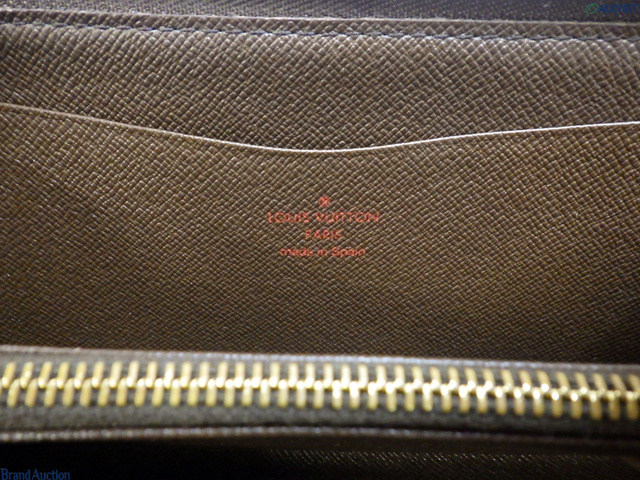 LOUIS VUITTON
PARIS
made in Spain
Brand Auction